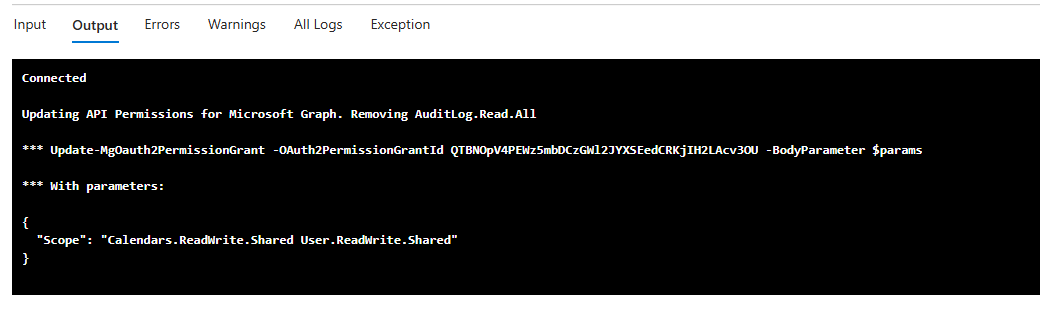 Input Output Errors Warnings All Logs Exception
Connected
Updating API Permissions for Microsoft Graph. Removing AuditLog.Read.All
*** Update-MgOauth2PermissionGrant -OAuth2PermissionGrantId QTBNOpV4PEWz5mbDCzGWl2JYXSEedCRKjIH2LAcv3OU -BodyParameter $params
*** With parameters:
{
"Scope": "Calendars.ReadWrite.Shared User.ReadWrite.Shared"
}